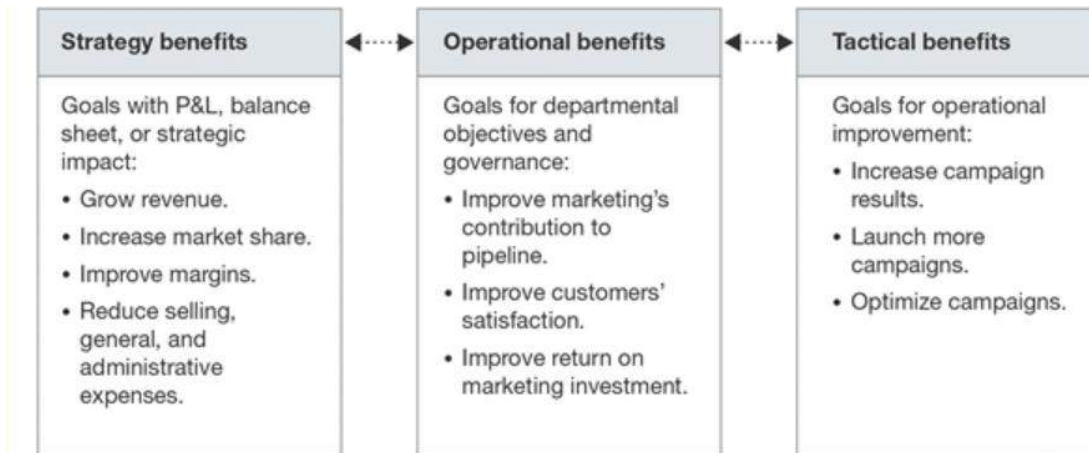 Strategy benefits
Goals with P&L, balance
sheet, or strategic
impact:
• Grow revenue.
• Increase market share.
• Improve margins.
• Reduce selling,
general, and
administrative
expenses.
Operational benefits
Goals for departmental
objectives and
governance:
• Improve marketing’s
contribution to
pipeline.
• Improve customers’
satisfaction.
• Improve return on
marketing investment.
Tactical benefits
Goals for operational
improvement:
• Increase campaign
results.
• Launch more
campaigns.
• Optimize campaigns.